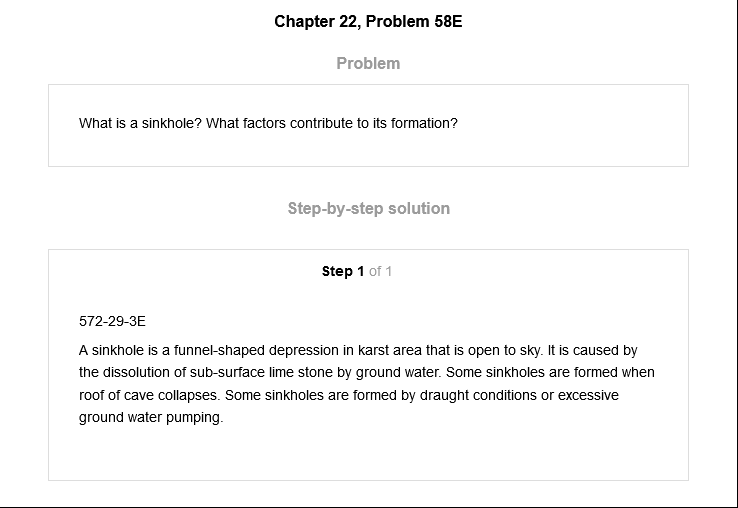 Chapter 22, Problem 58E
Problem
What is a sinkhole? What factors contribute to its formation?
Step-by-step solution
Step 1 of 1
572-29-3E
A sinkhole is a funnel-shaped depression in karst area that is open to sky. It is caused by
the dissolution of sub-surface lime stone by ground water. Some sinkholes are formed when
roof of cave collapses. Some sinkholes are formed by draught conditions or excessive
ground water pumping.